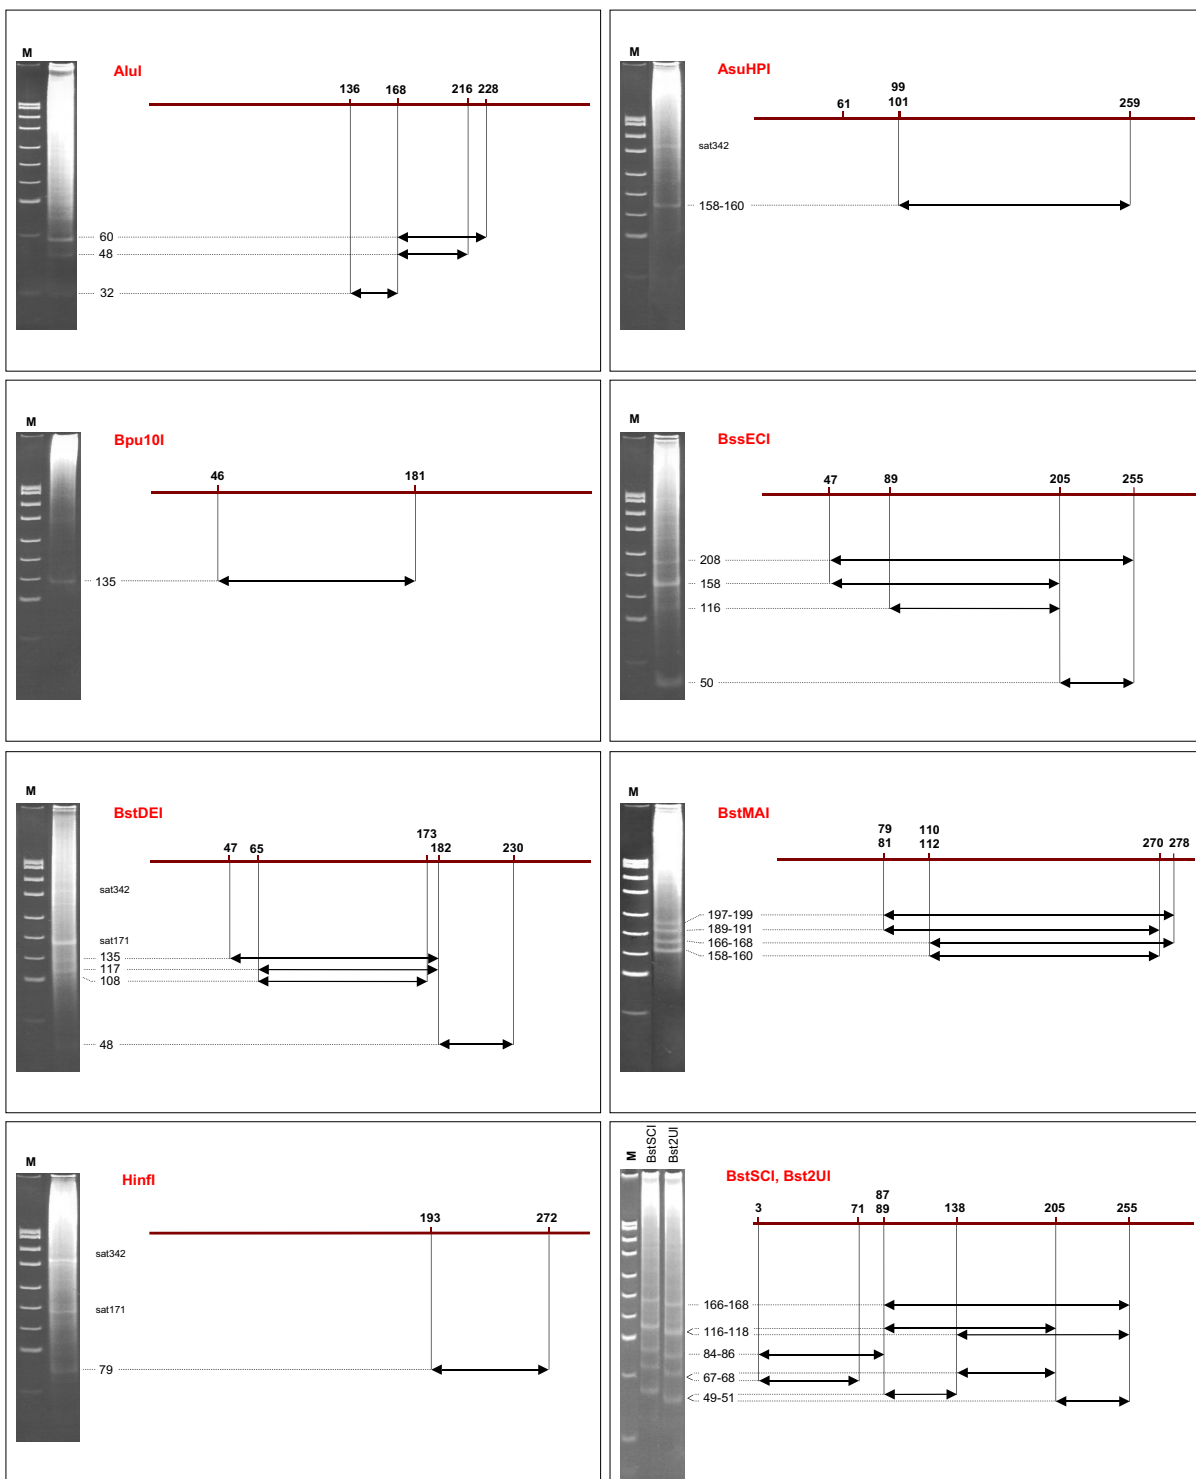 M
AluI
136 168 216 228
60
48
32
M
AsuHPI
99
61 101 259
sat342
158-160
M
Bpu10I
46 181
135
M
BssECI
47 89 205 255
208
158
116
50
M
BstDEI
173
47 65 182 230
sat342
sat171
135
117
108
48
M
BstMAI
79 110
81 112 270 278
197-199
189-191
166-168
158-160
M
HinfI
193 272
sat342
sat171
79
M BstSCI Bst2UI
BstSCI, Bst2UI
87
3 71 89 138 205 255
166-168
116-118
84-86
67-68
49-51